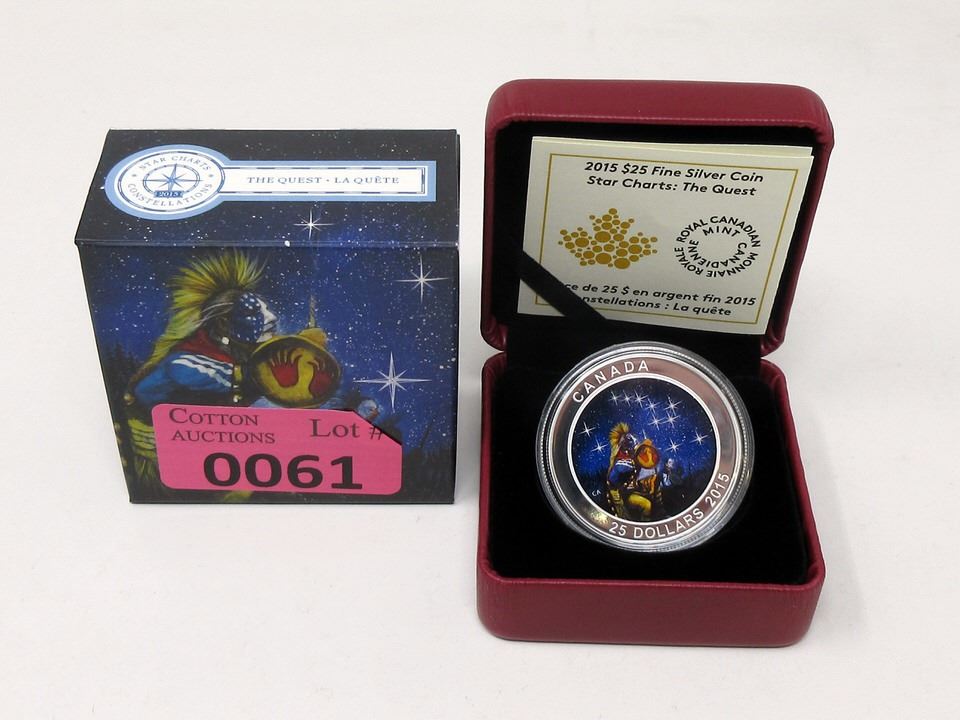 STAR CHARTS
2015
CONSTELLATIONS
THE QUEST · LA QUÊTE
COTTON
AUCTIONS
Lot #
0061
2015 $25 Fine Silver Coin
Star Charts: The Quest
ROYAL CANADIAN MINT
MONNAIE ROYALE CANADIENNE
de 25 $ en argent fin 2015
: La quête
CANADA
CA
25 DOLLARS 2015